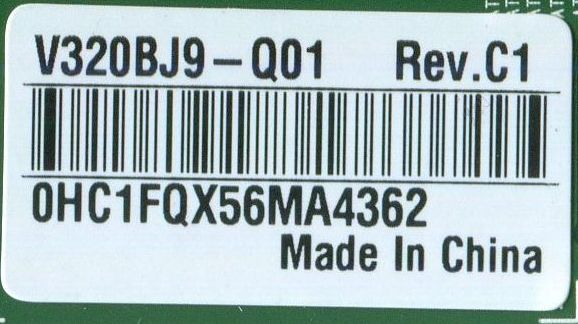 V320BJ9-Q01 Rev.C1
0HC1FQX56MA4362
Made In China